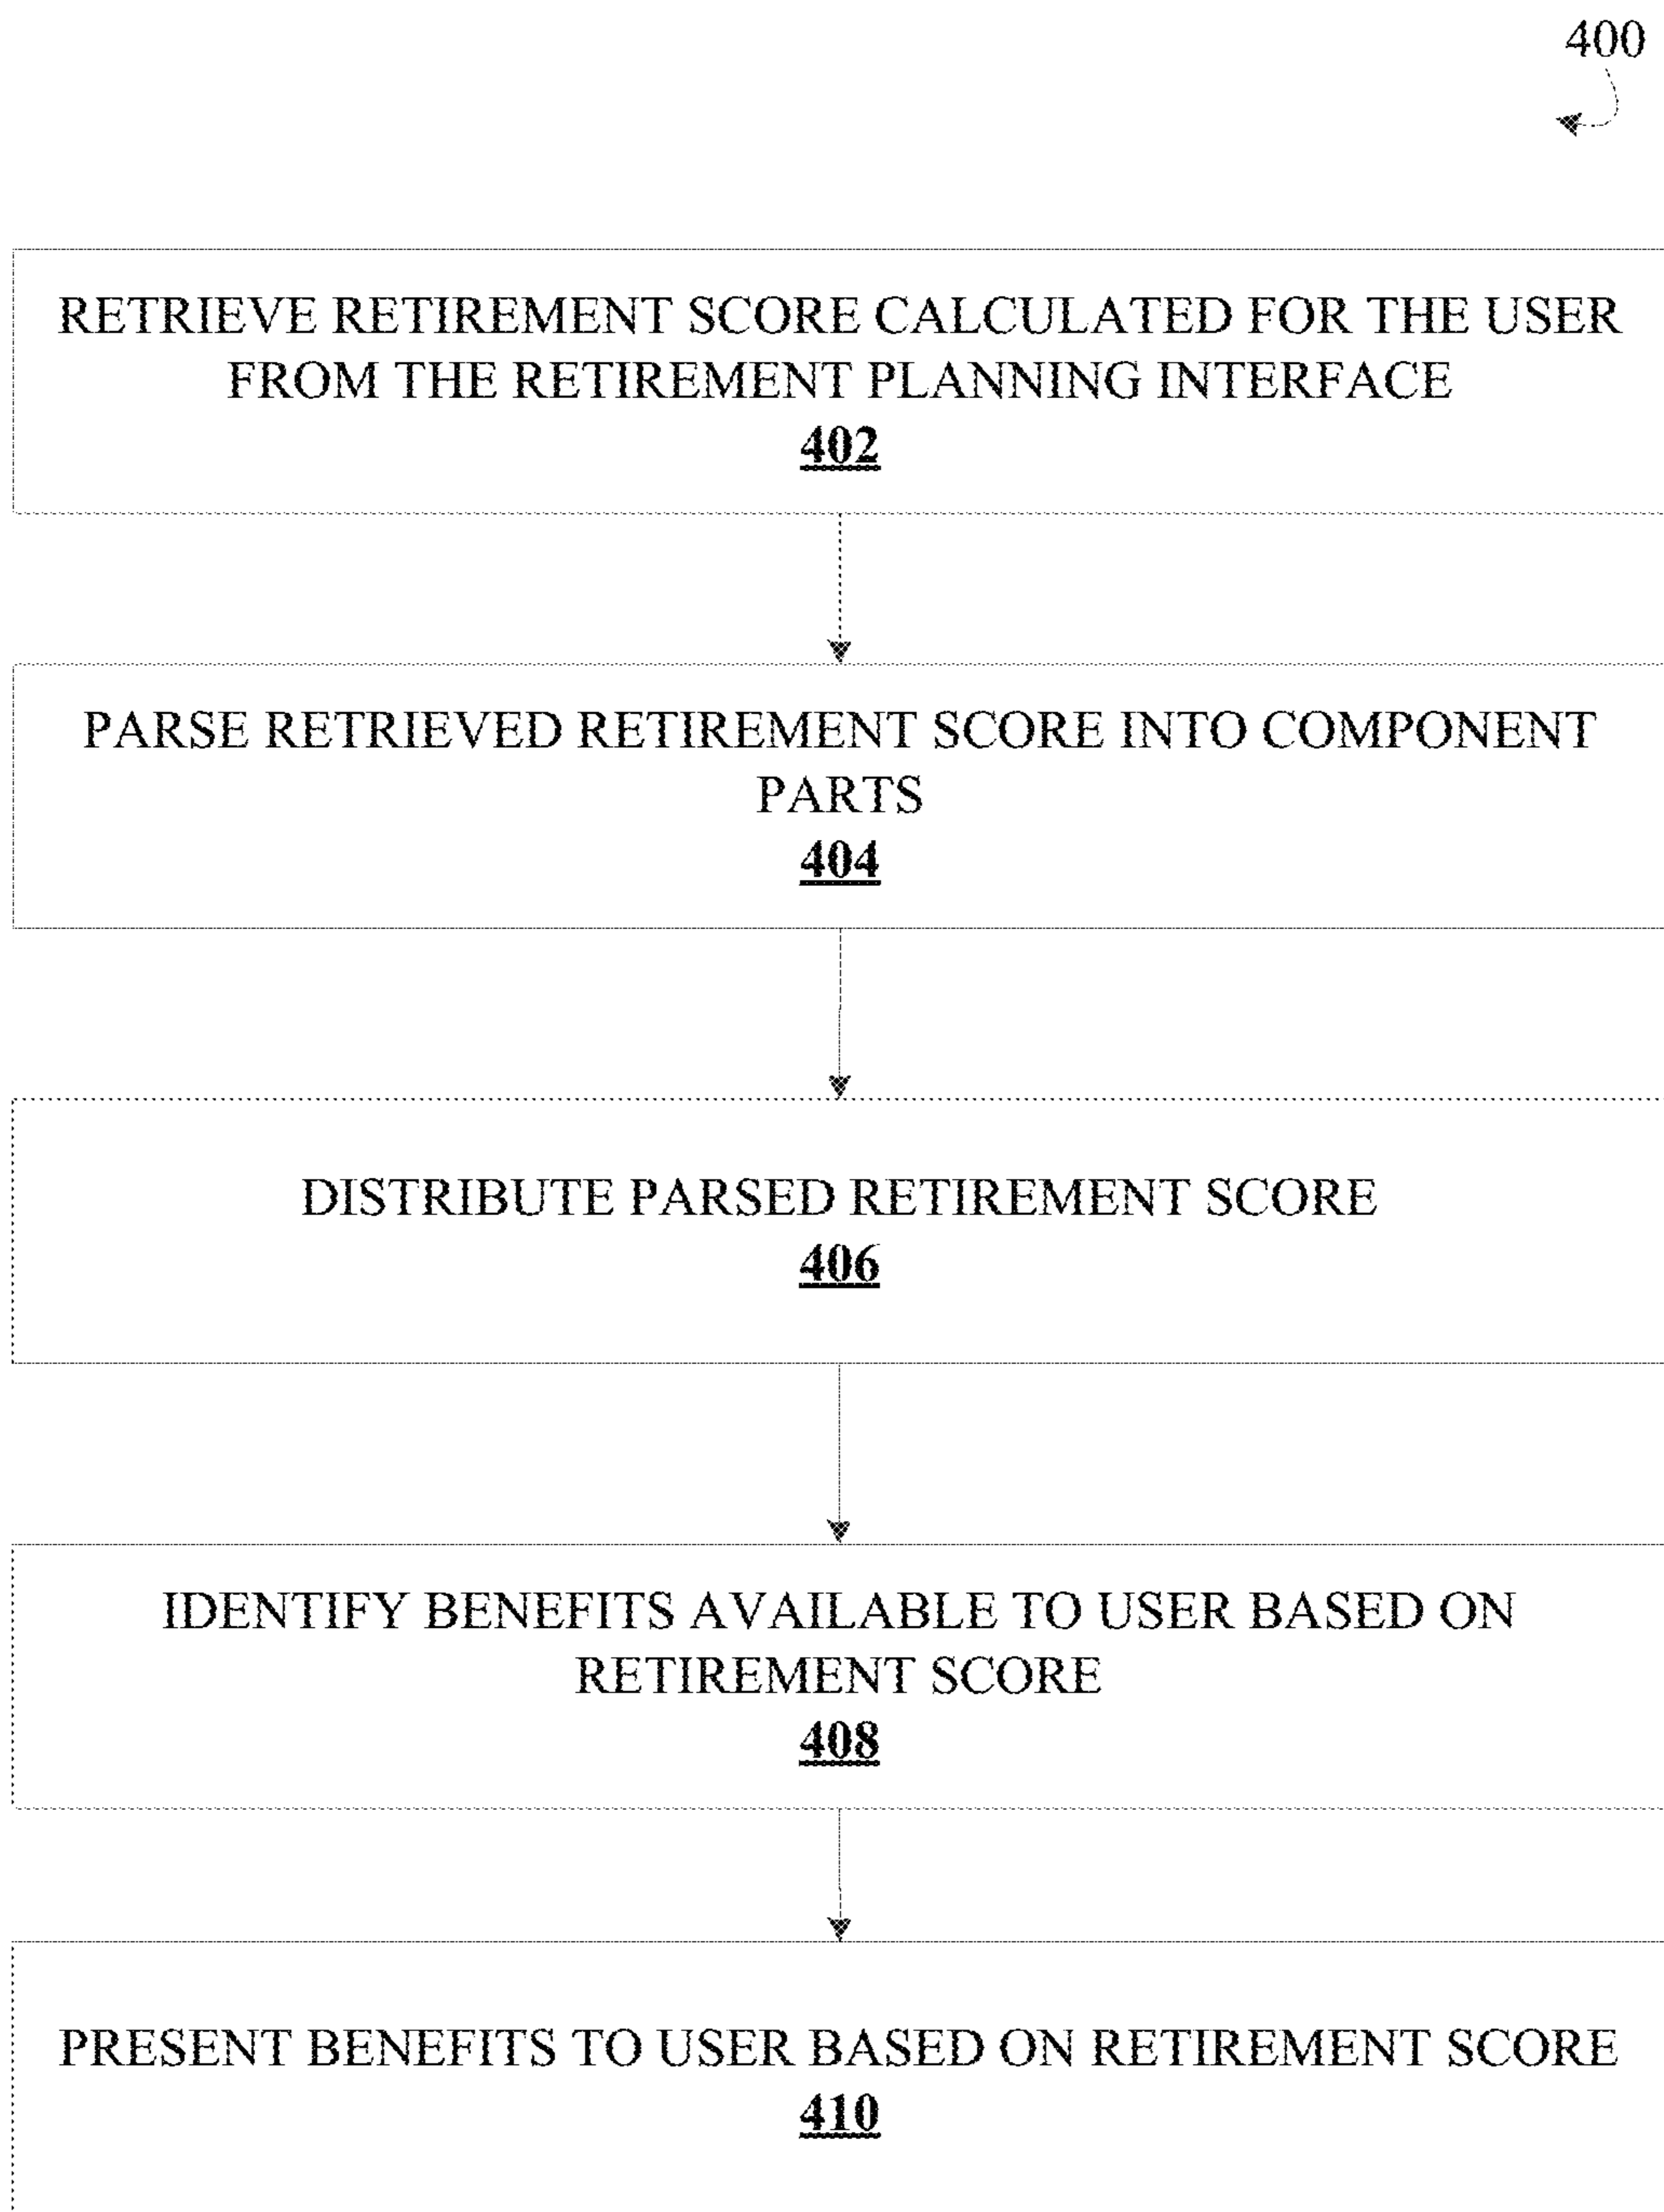 400
RETRIEVE RETIREMENT SCORE CALCULATED FOR THE USER
FROM THE RETIREMENT PLANNING INTERFACE
402
PARSE RETRIEVED RETIREMENT SCORE INTO COMPONENT
PARTS
404
DISTRIBUTE PARSED RETIREMENT SCORE
406
IDENTIFY BENEFITS AVAILABLE TO USER BASED ON
RETIREMENT SCORE
408
PRESENT BENEFITS TO USER BASED ON RETIREMENT SCORE
410